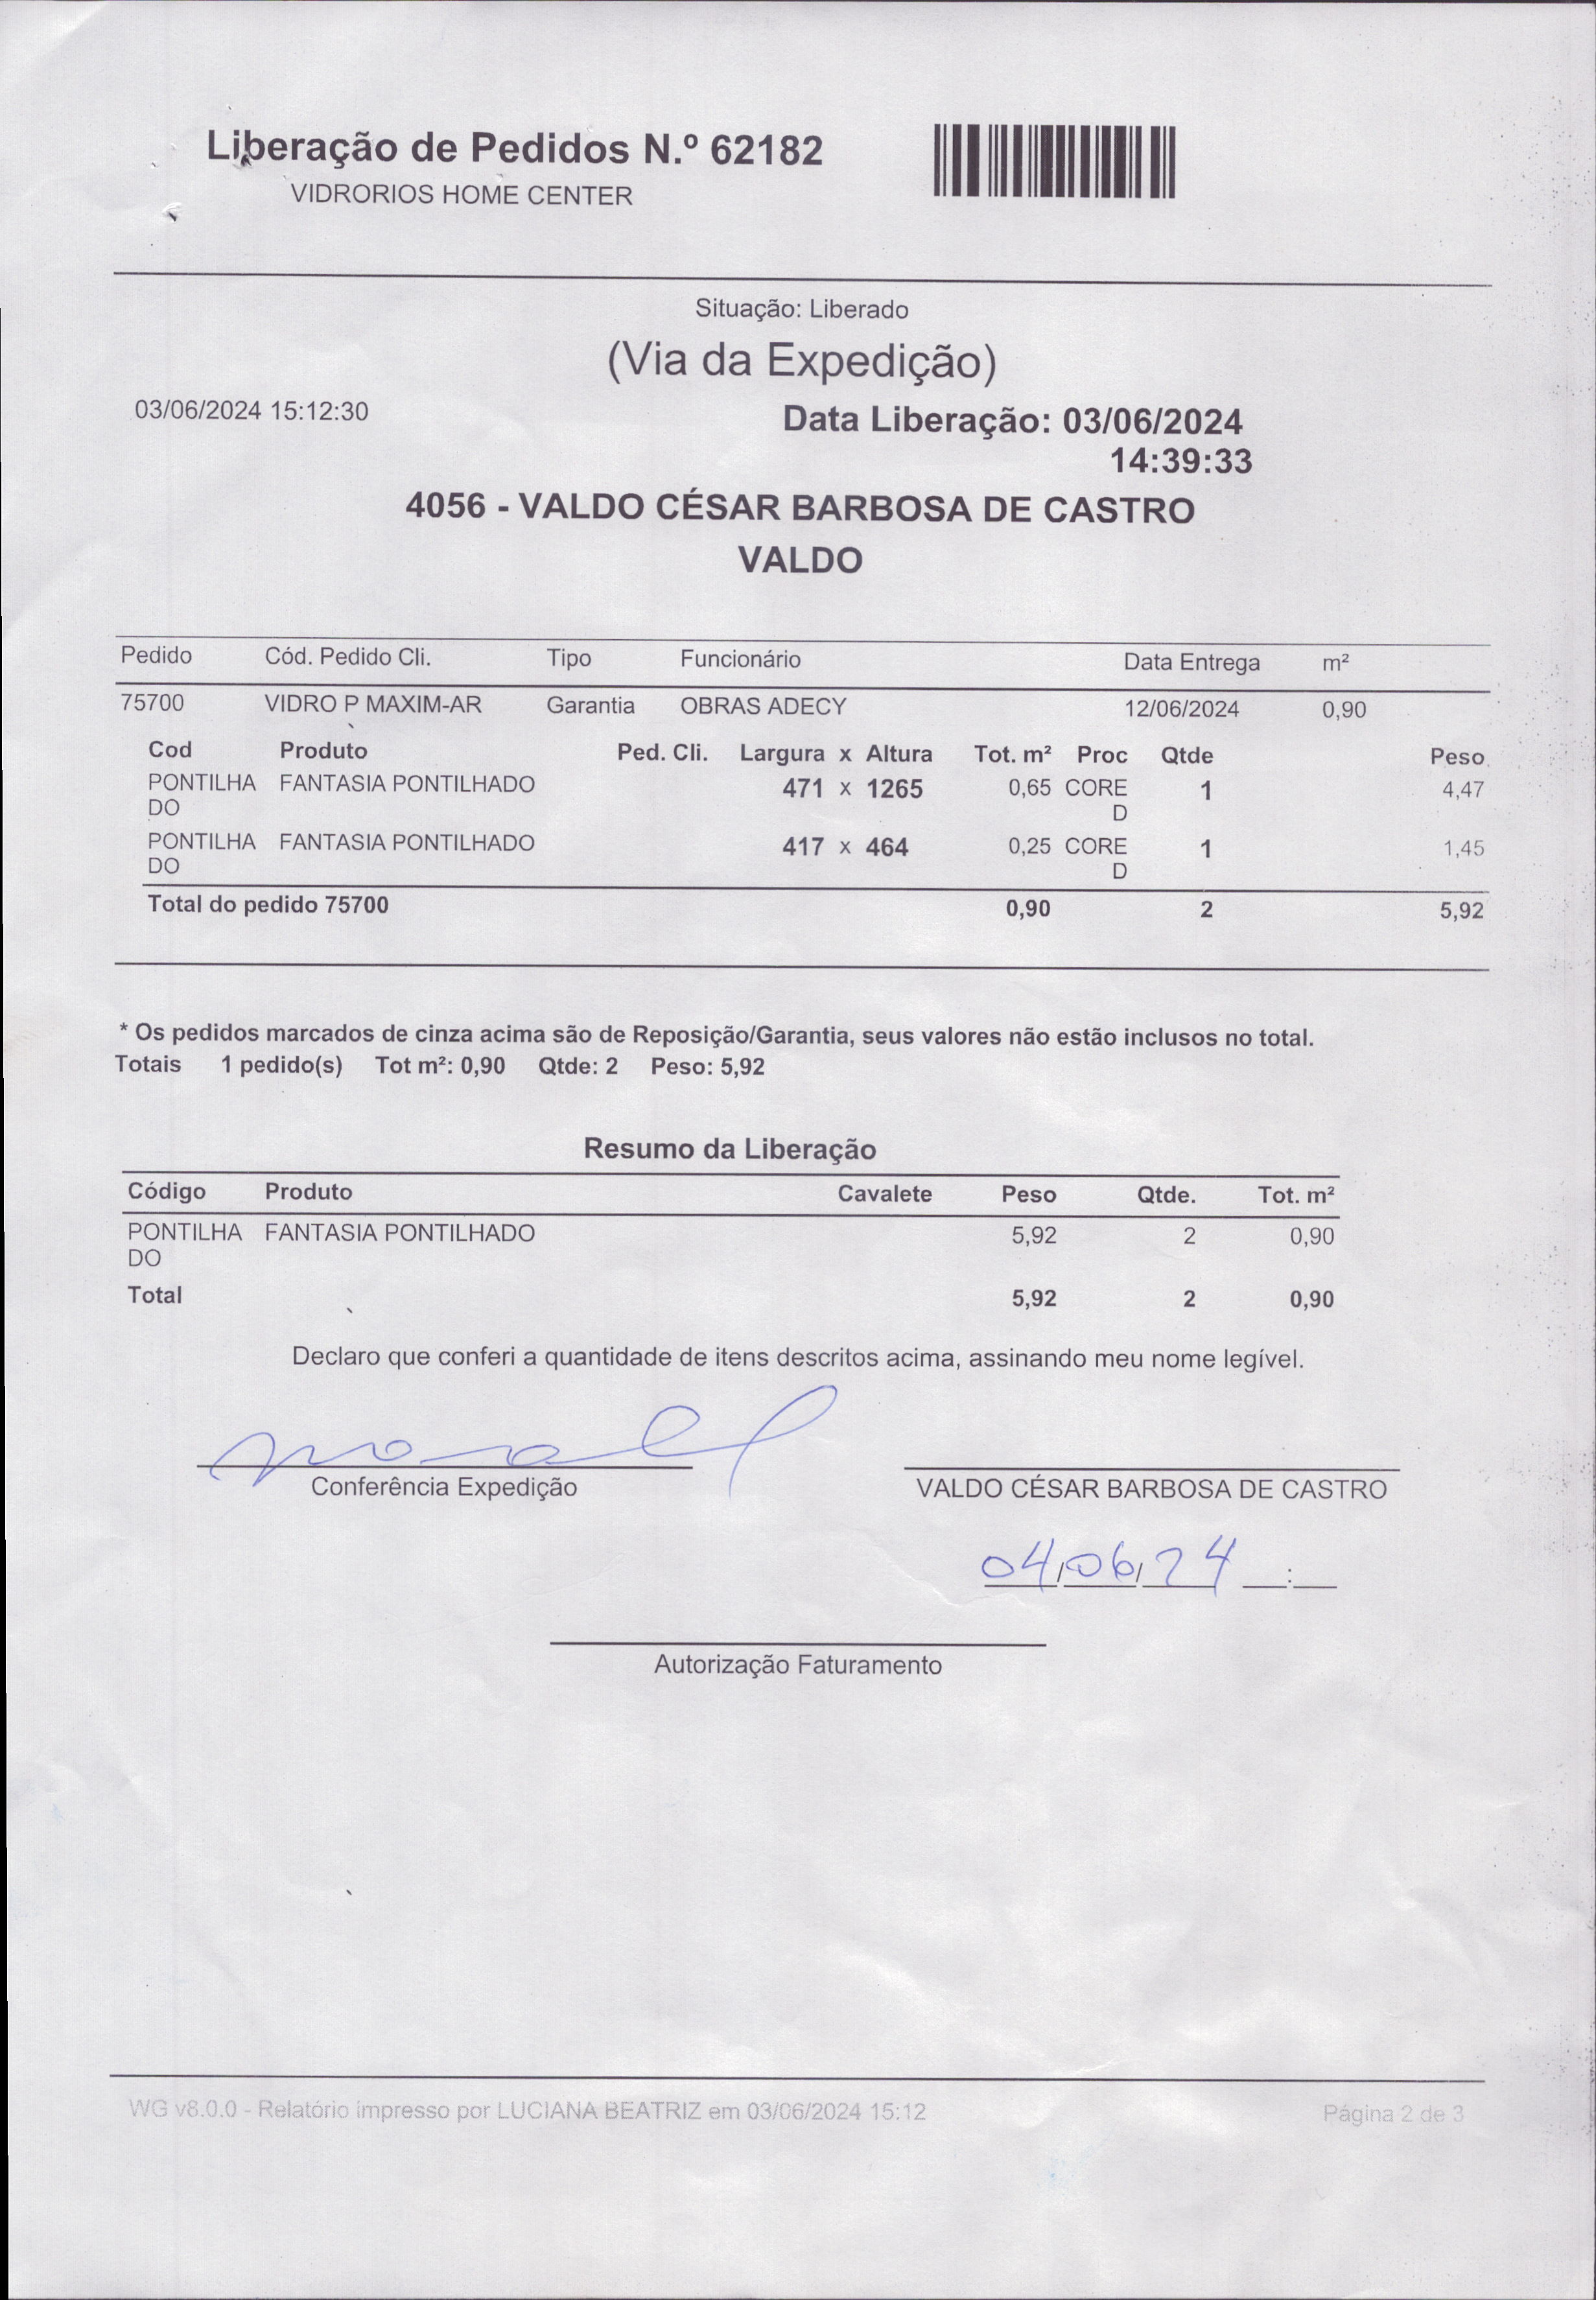 Liberação de Pedidos N.º 62182
VIDRORIOS HOME CENTER
Situação: Liberado
(Via da Expedição)
03/06/2024 15:12:30
Data Liberação: 03/06/2024
14:39:33
4056 - VALDO CÉSAR BARBOSA DE CASTRO
VALDO
Pedido Cód. Pedido Cli. Tipo Funcionário Data Entrega m²
75700 VIDRO P MAXIM-AR Garantia OBRAS ADECY 12/06/2024 0,90
Cod Produto Ped. Cli. Largura x Altura Tot. m² Proc Qtde Peso
PONTILHA FANTASIA PONTILHADO 471 x 1265 0,65 CORE 1 4,47
DO D
PONTILHA FANTASIA PONTILHADO 417 x 464 0,25 CORE 1 1,45
DO D
Total do pedido 75700 0,90 2 5,92
* Os pedidos marcados de cinza acima são de Reposição/Garantia, seus valores não estão inclusos no total.
Totais 1 pedido(s) Tot m²: 0,90 Qtde: 2 Peso: 5,92
Resumo da Liberação
Código Produto Cavalete Peso Qtde. Tot. m²
PONTILHA FANTASIA PONTILHADO 5,92 2 0,90
DO
Total 5,92 2 0,90
Declaro que conferi a quantidade de itens descritos acima, assinando meu nome legível.
Conferência Expedição
VALDO CÉSAR BARBOSA DE CASTRO
04/06/24 __:__
Autorização Faturamento
WG v8.0.0 - Relatório impresso por LUCIANA BEATRIZ em 03/06/2024 15:12 Página 2 de 3